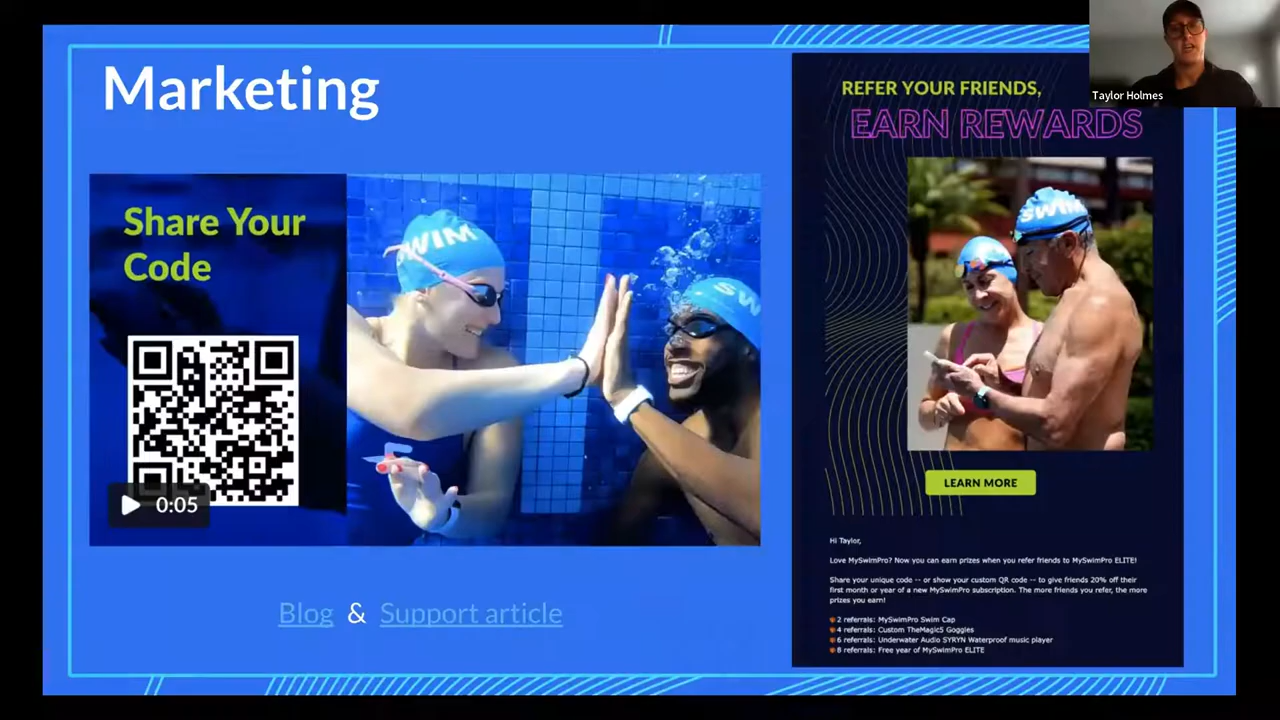 Marketing
Share Your
Code
WIM
SW
0:05
Blog & Support article
REFER YOUR FRIENDS,
EARN REWARDS
SWIM
LEARN MORE
Hi Taylor,
Love MySwimPro? Now you can earn prizes when you refer friends to MySwimPro ELITE!
Share your unique code -- or show your custom QR code -- to give friends 20% off their
first month or year of a new MySwimPro subscription. The more friends you refer, the more
prizes you earn!
2 referrals: MySwimPro Swim Cap
4 referrals: Custom TheMagic5 Goggles
6 referrals: Underwater Audio SYRYN Waterproof music player
8 referrals: Free year of MySwimPro ELITE
Taylor Holmes